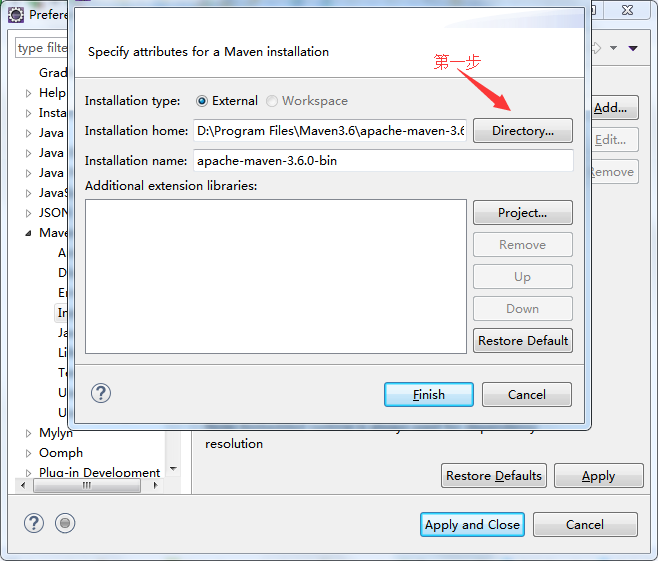 Prefere
type filte
Specify attributes for a Maven installation
第一步
Installation type:
External
Workspace
Installation home:
D:\Program Files\Maven3.6\apache-maven-3.6
Directory...
Installation name:
apache-maven-3.6.0-bin
Additional extension libraries:
Project...
Remove
Up
Down
Restore Default
Finish
Cancel
Grad
Help
Insta
Java
Java
Java
JavaS
JSON
Mave
A
D
Er
In
Ja
Li
Te
U
U
Mylyn
Oomph
Plug-in Development
Add...
Edit...
Remove
resolution
Restore Defaults
Apply
Apply and Close
Cancel